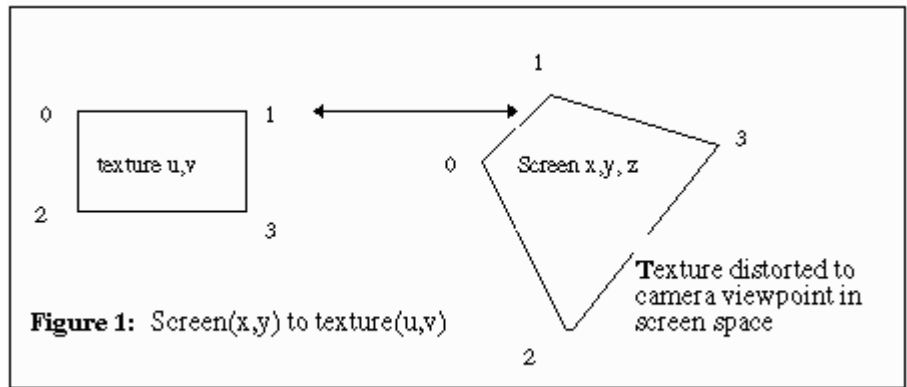 1
0
1
3
texture u,v
0
Screen x,y, z
2
3
Texture distorted to
camera viewpoint in
screen space
Figure 1: Screen(x,y) to texture(u,v)
2